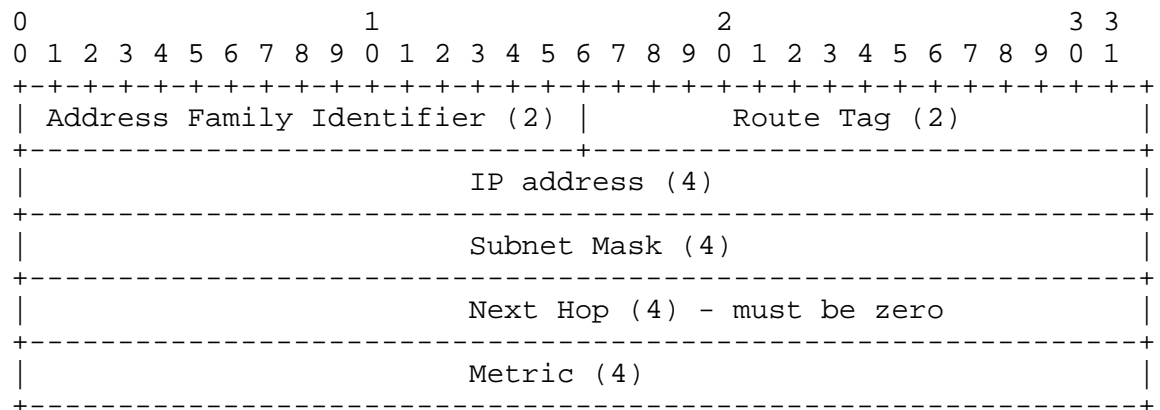 0                   1                   2                   3 3
0 1 2 3 4 5 6 7 8 9 0 1 2 3 4 5 6 7 8 9 0 1 2 3 4 5 6 7 8 9 0 1
+-+-+-+-+-+-+-+-+-+-+-+-+-+-+-+-+-+-+-+-+-+-+-+-+-+-+-+-+-+-+-+-+
| Address Family Identifier (2) |        Route Tag (2)          |
+-------------------------------+-------------------------------+
|                         IP address (4)                        |
+---------------------------------------------------------------+
|                         Subnet Mask (4)                       |
+---------------------------------------------------------------+
|                         Next Hop (4) - must be zero           |
+---------------------------------------------------------------+
|                         Metric (4)                            |
+---------------------------------------------------------------+